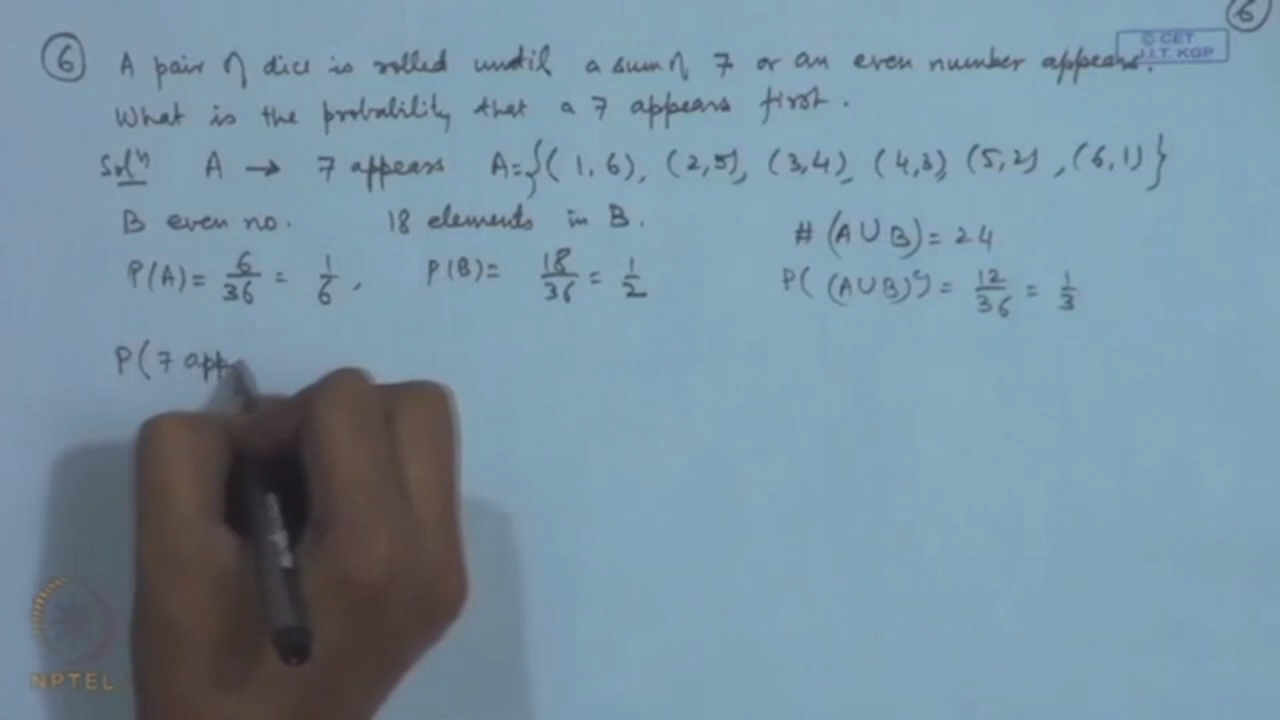 6
© CET
I.I.T. KGP
6 A pair of dice is rolled until a sum of 7 or an even number appears.
What is the probability that a 7 appears first.
Solⁿ A → 7 appears A={(1,6), (2,5), (3,4), (4,3), (5,2), (6,1)}
B even no. 18 elements in B. # (A∪B) = 24
P(A) = 6/36 = 1/6, P(B) = 18/36 = 1/2 P((A∪B)ᶜ) = 12/36 = 1/3
P(7 app
NPTEL